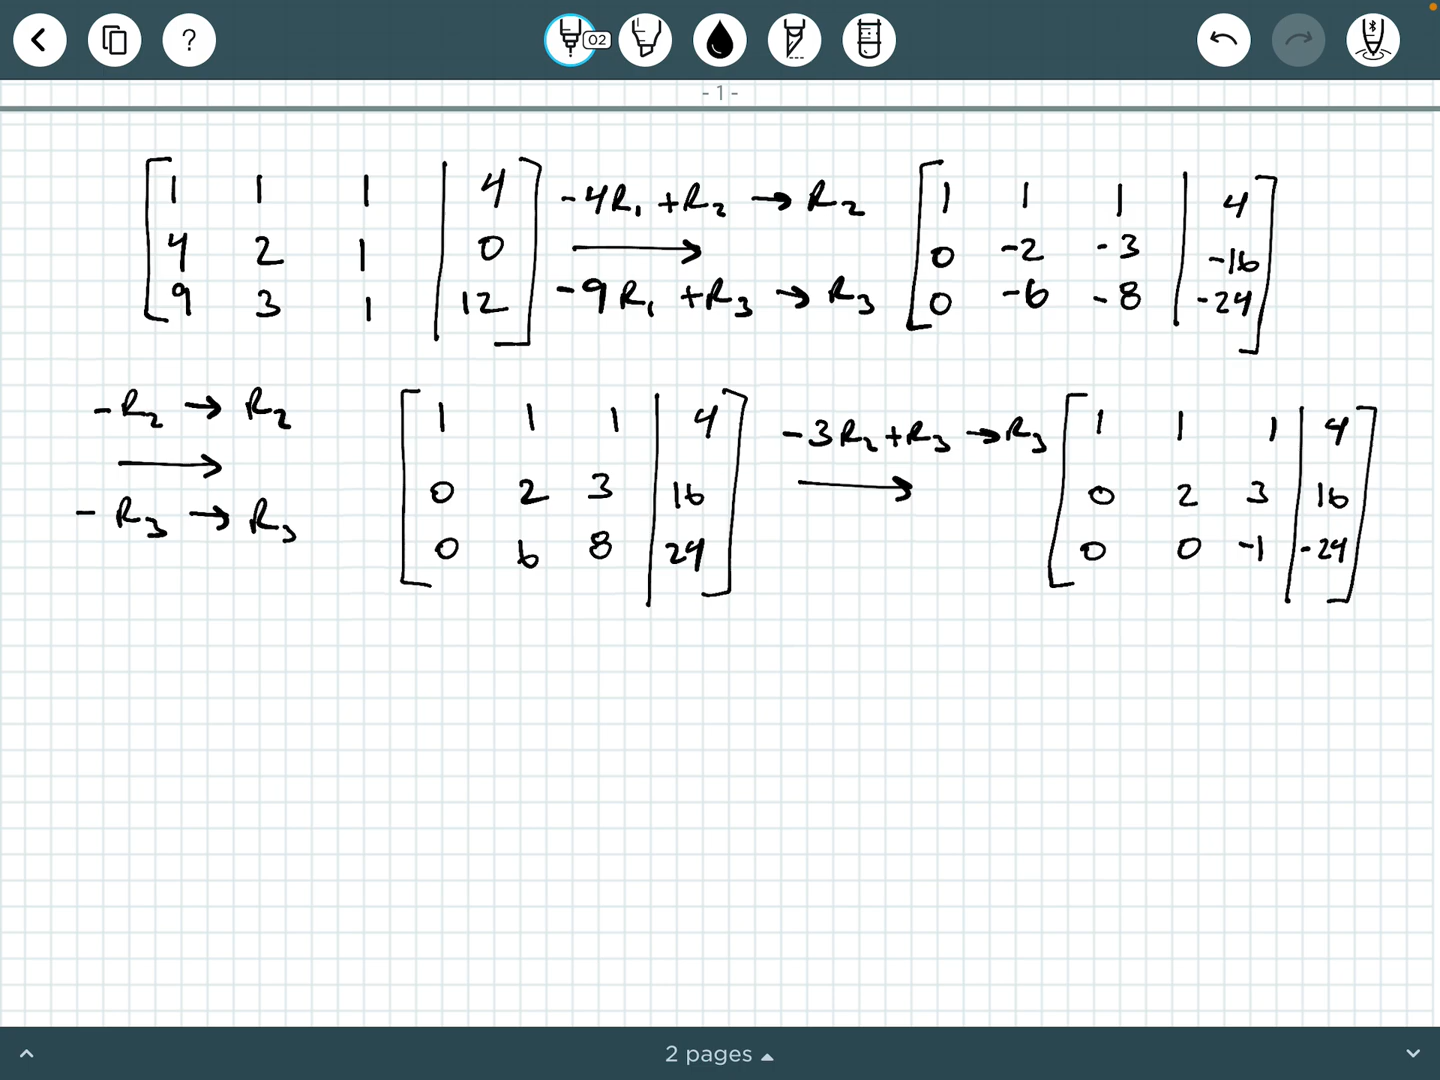 02
- 1 -
1 1 1 | 4 -4R₁ + R₂ → R₂ 1 1 1 | 4
4 2 1 | 0 → 0 -2 -3 | -16
9 3 1 | 12 -9R₁ + R₃ → R₃ 0 -6 -8 | -24
-R₂ → R₂ 1 1 1 | 4 -3R₂ + R₃ → R₃ 1 1 1 | 4
→ 0 2 3 | 16 → 0 2 3 | 16
- R₃ → R₃ 0 6 8 | 24 0 0 -1 | -24
2 pages